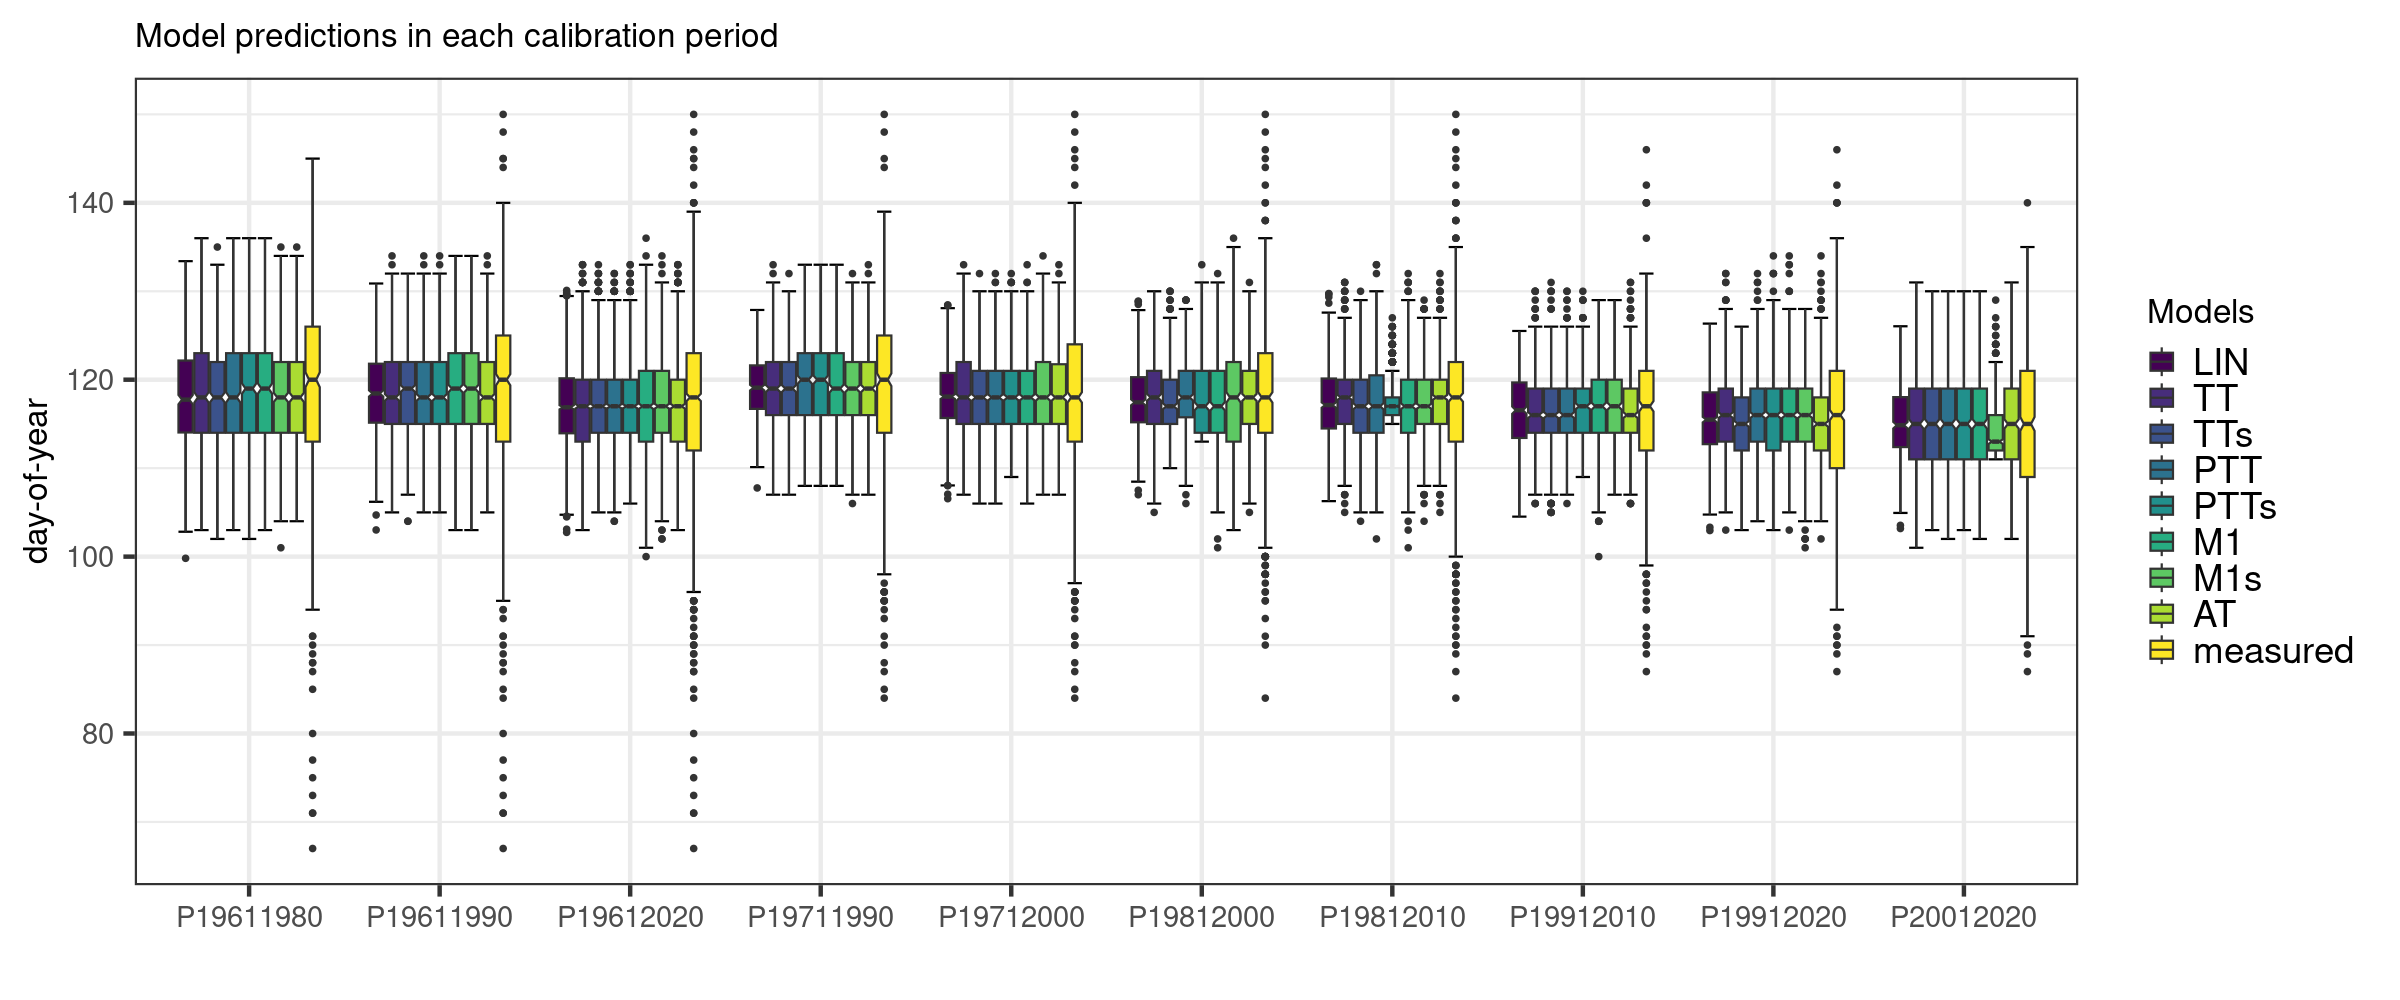 Model predictions in each calibration period
day-of-year
140
120
100
80
P19611980 P19611990 P19612020 P19711990 P19712000 P19812000 P19812010 P19912010 P19912020 P20012020
Models
LIN
TT
TTs
PTT
PTTs
M1
M1s
AT
measured